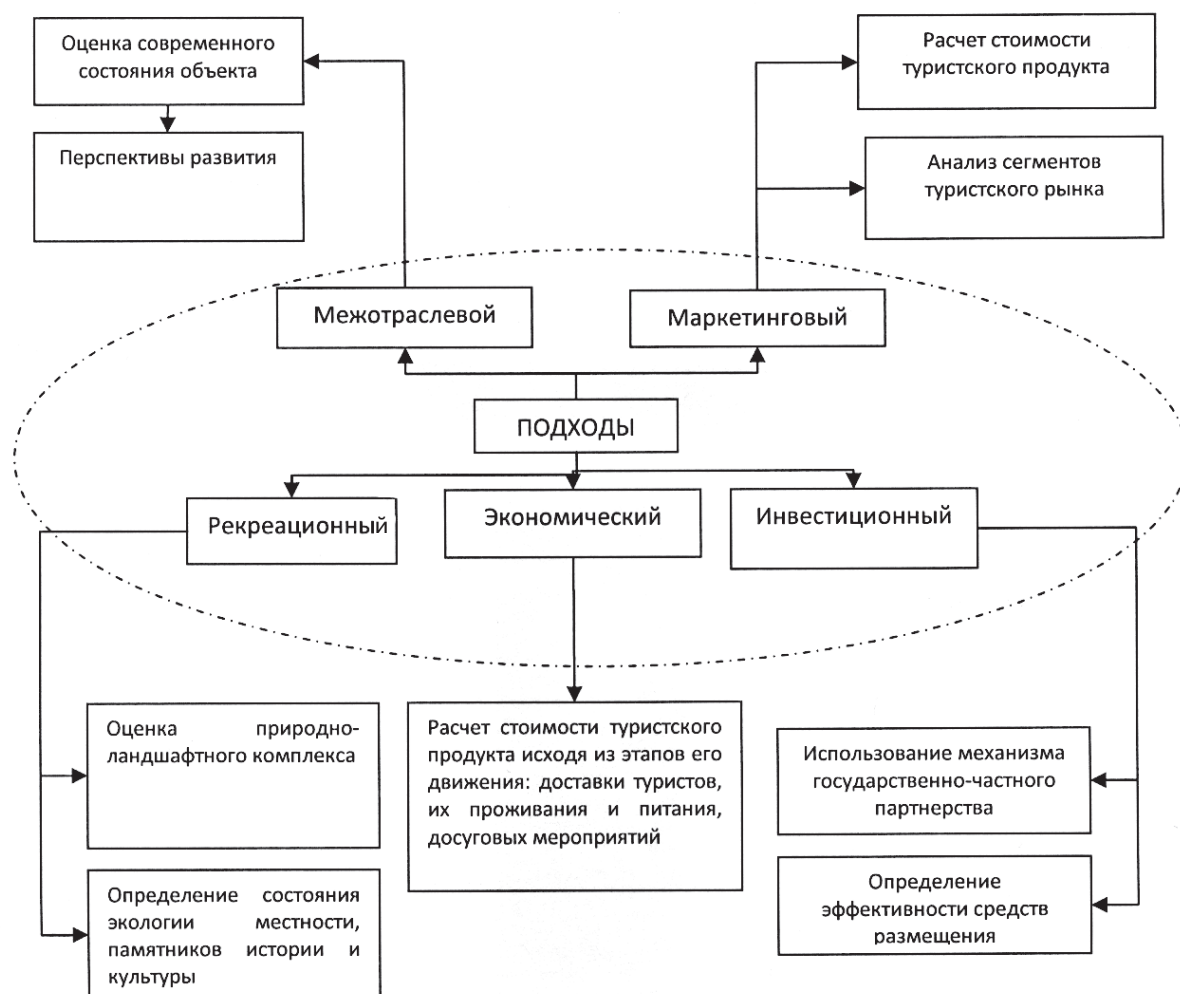 Оценка современного
состояния объекта
Перспективы развития
Расчет стоимости
туристского продукта
Анализ сегментов
туристского рынка
Межотраслевой
Маркетинговый
ПОДХОДЫ
Рекреационный
Экономический
Инвестиционный
Оценка природно-
ландшафтного комплекса
Определение состояния
экологии местности,
памятников истории и
культуры
Расчет стоимости туристского
продукта исходя из этапов его
движения: доставки туристов,
их проживания и питания,
досуговых мероприятий
Использование механизма
государственно-частного
партнерства
Определение
эффективности средств
размещения